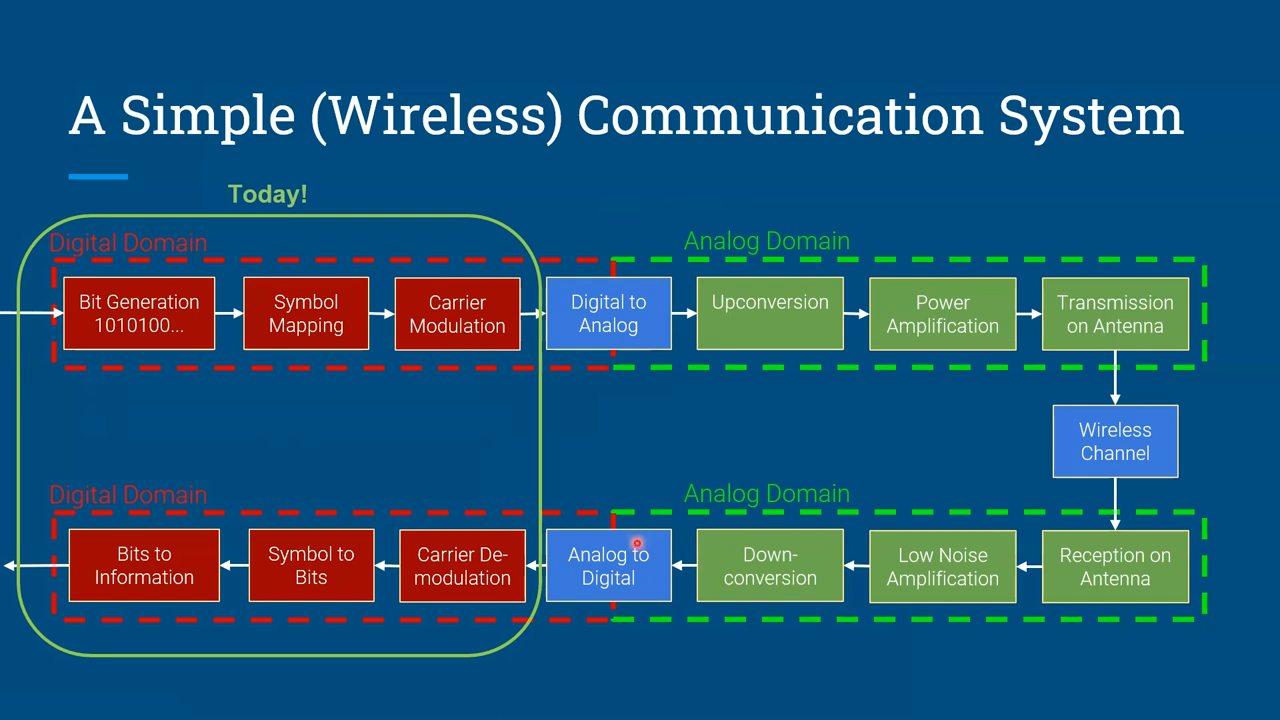 A Simple (Wireless) Communication System
Today!
Digital Domain
Analog Domain
Bit Generation
1010100...
Symbol
Mapping
Carrier
Modulation
Digital to
Analog
Upconversion
Power
Amplification
Transmission
on Antenna
Wireless
Channel
Digital Domain
Analog Domain
Bits to
Information
Symbol to
Bits
Carrier De-
modulation
Analog to
Digital
Down-
conversion
Low Noise
Amplification
Reception on
Antenna